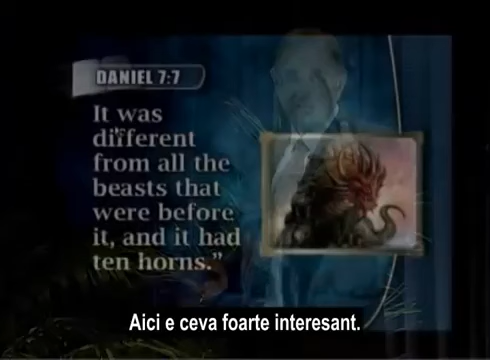 DANIEL 7:7
It was
different
from all the
beasts that
were before
it, and it had
ten horns."
Aici e ceva foarte interesant.